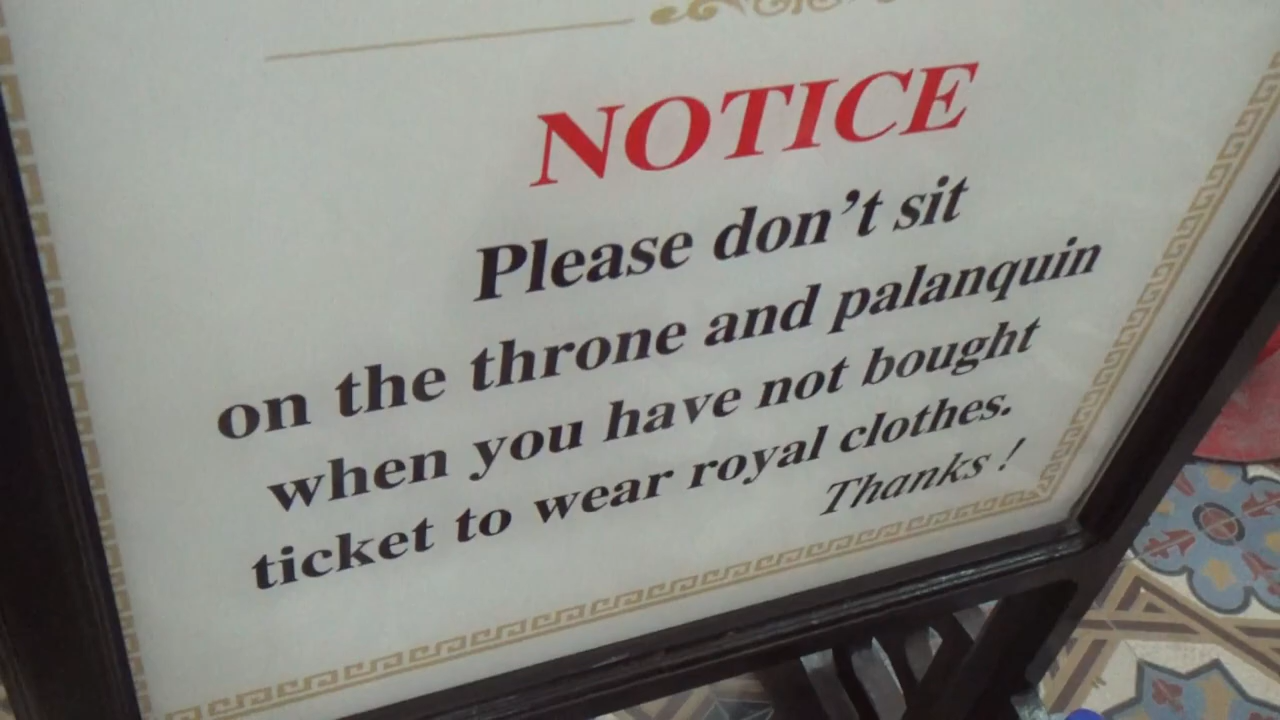 NOTICE
Please don't sit
on the throne and palanquin
when you have not bought
ticket to wear royal clothes.
Thanks !